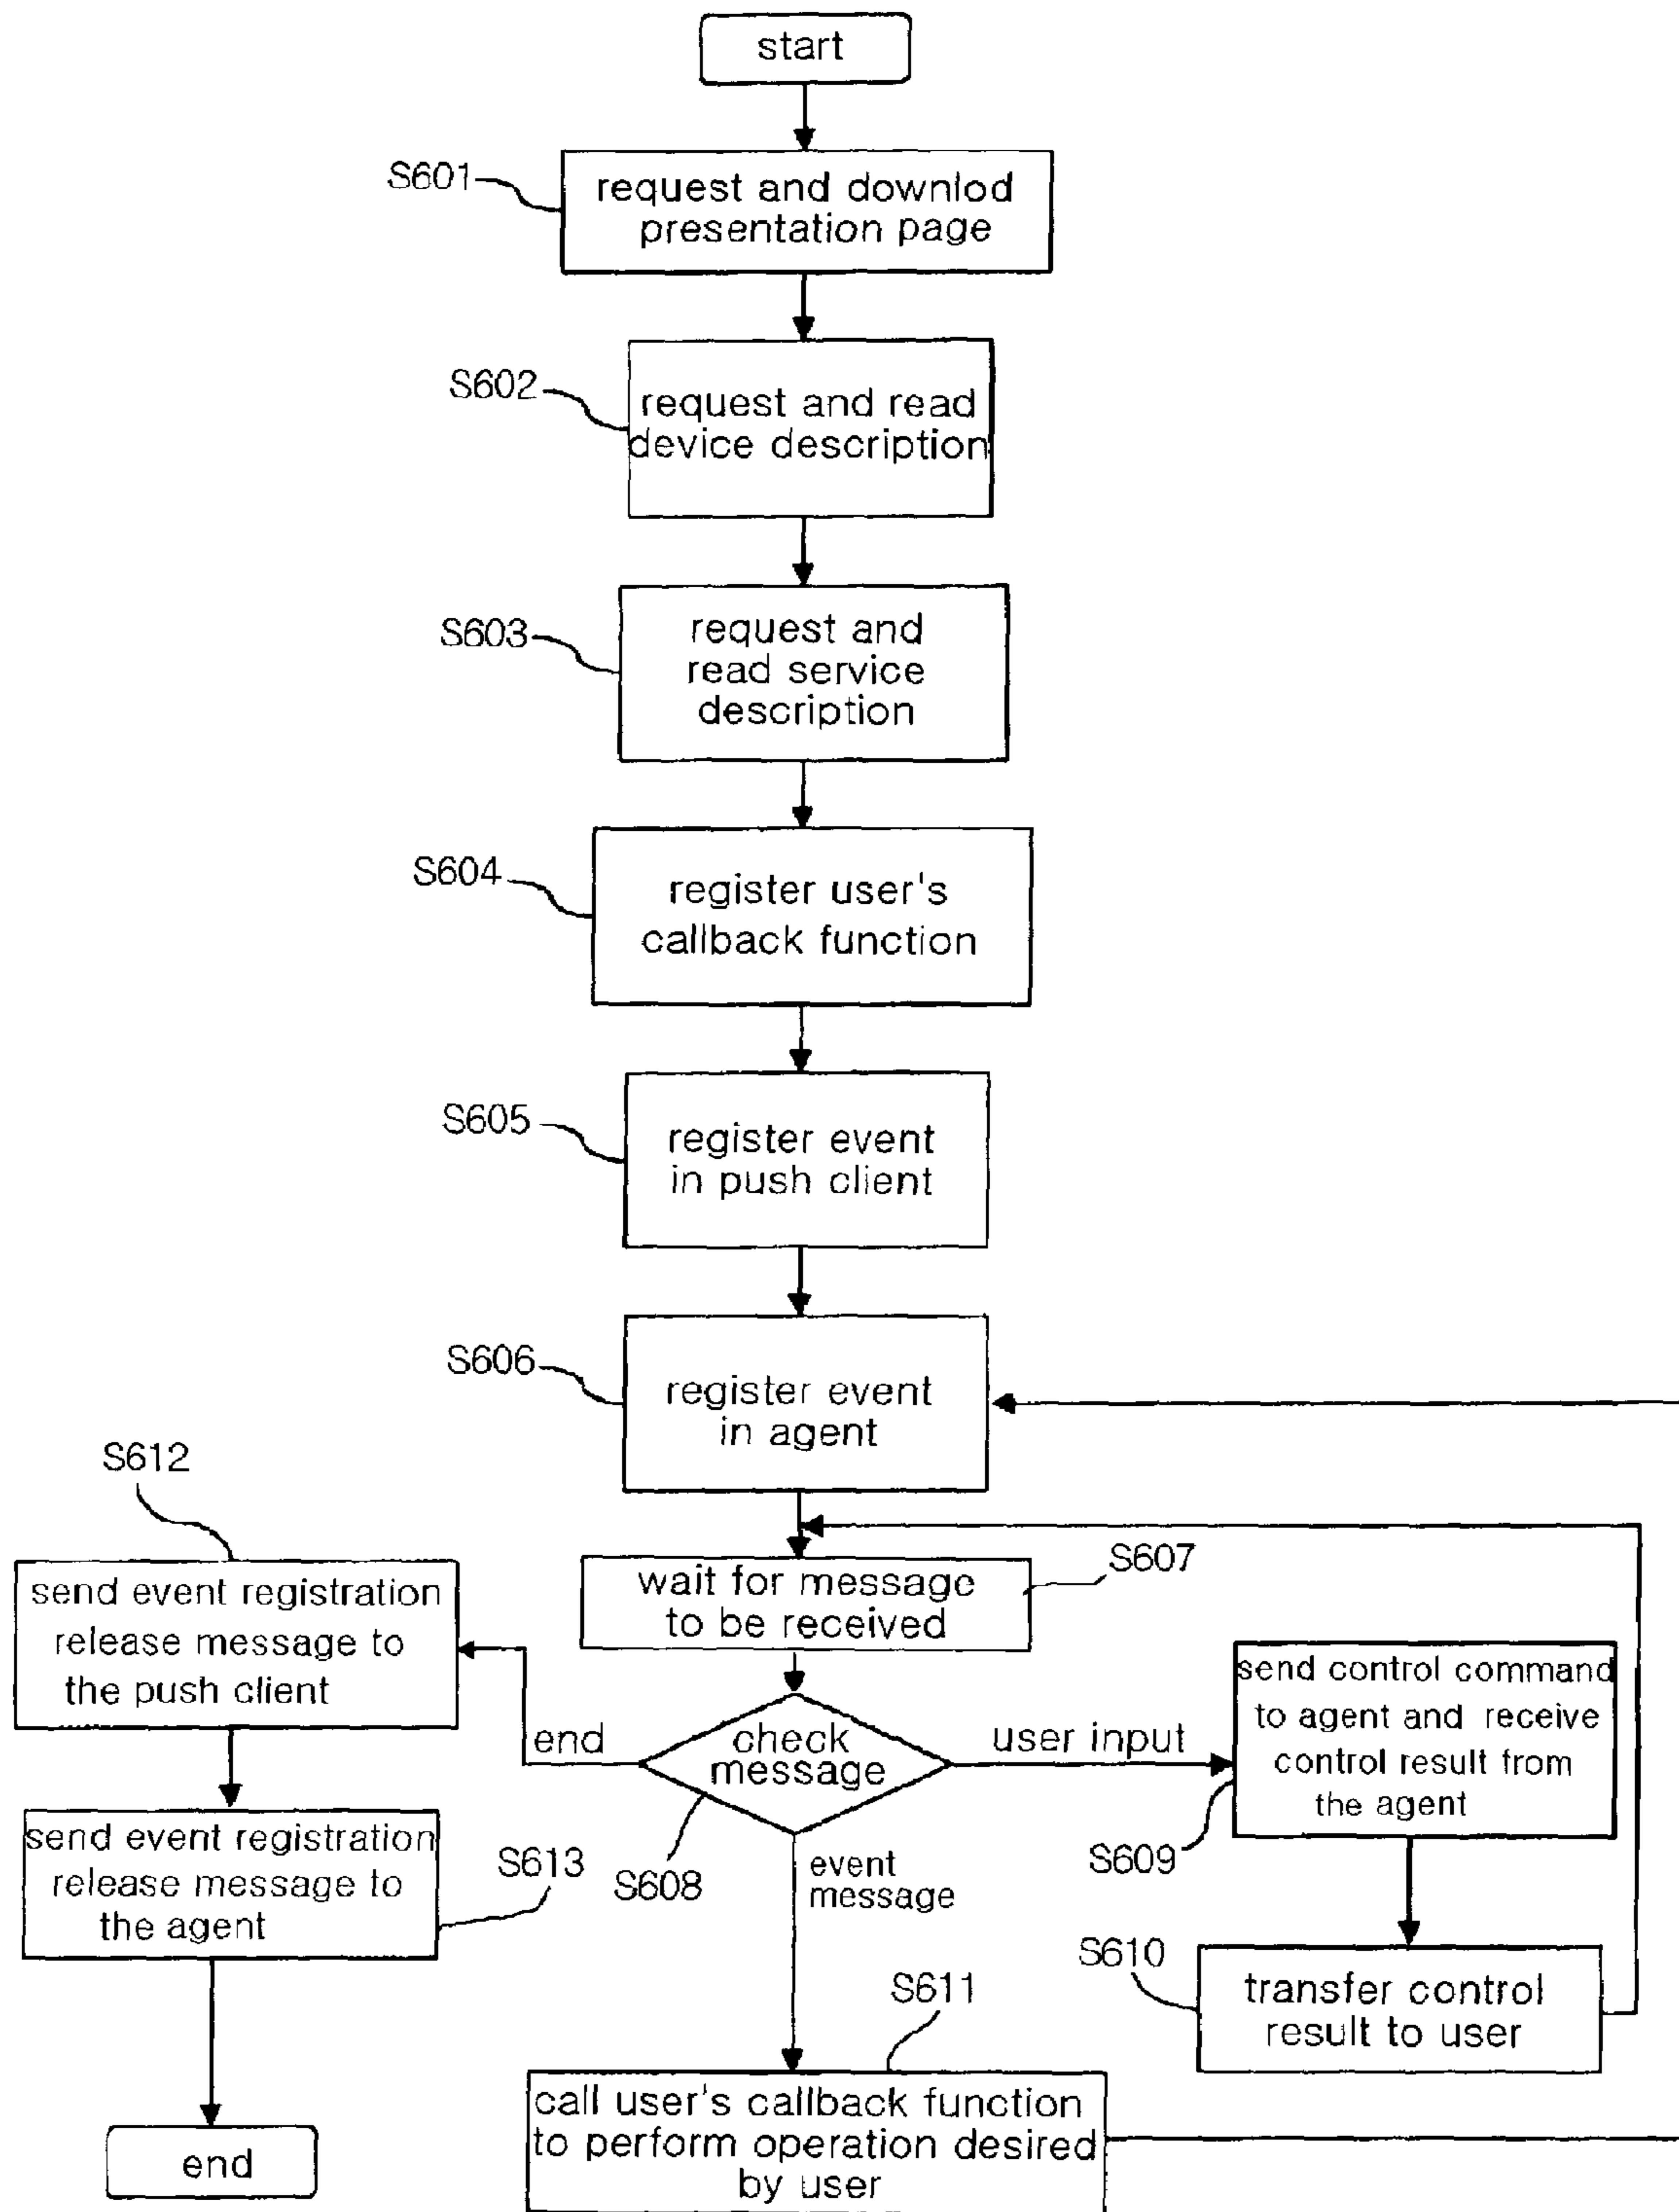 start
S601
request and downlod
presentation page
S602
request and read
device description
S603
request and
read service
description
S604
register user's
callback function
S605
register event
in push client
S606
register event
in agent
S612
send event registration
release message to
the push client
wait for message
to be received
S607
send control command
to agent and receive
control result from
the agent
end
check
message
user input
S608
event
message
S609
send event registration
release message to
the agent
S613
S610
transfer control
result to user
S611
call user's callback function
to perform operation desired
by user
end